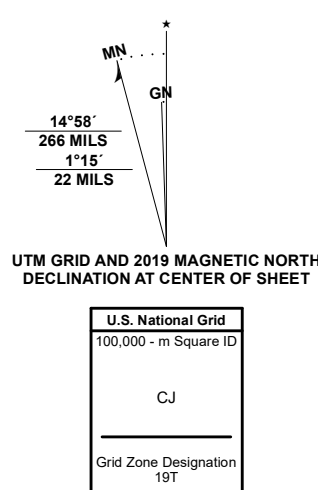 ★
MN
GN
14°58´
266 MILS
1°15´
22 MILS
UTM GRID AND 2019 MAGNETIC NORTH
DECLINATION AT CENTER OF SHEET
U.S. National Grid
100,000 - m Square ID
CJ
Grid Zone Designation
19T